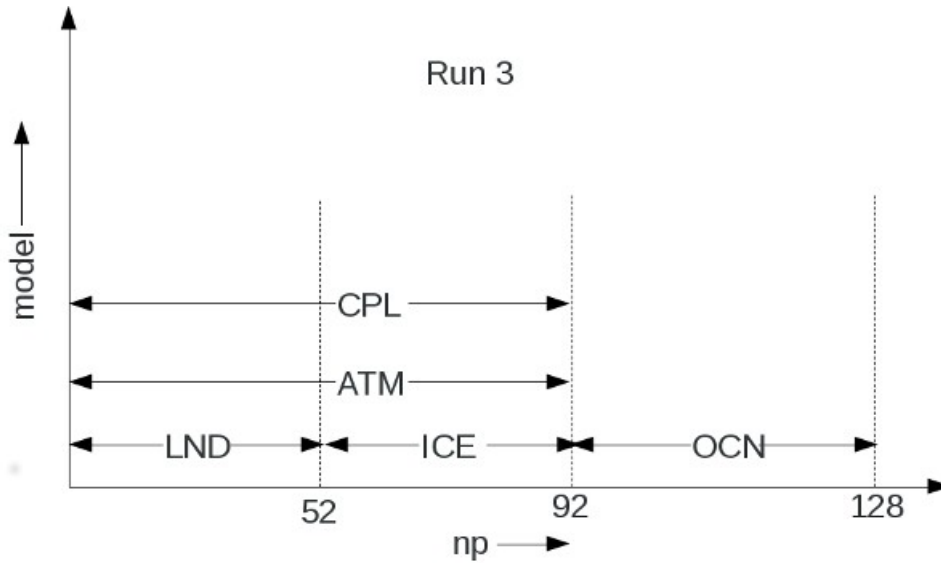 Run 3
model
CPL
ATM
LND ICE OCN
52 92 128
np